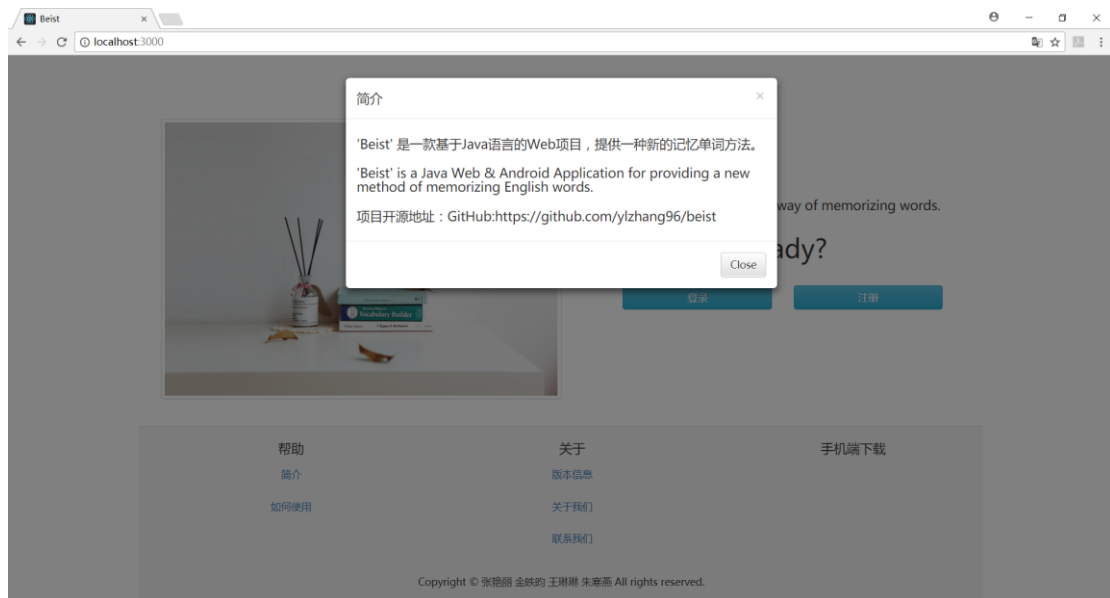 Beist
localhost:3000
简介
'Beist' 是一款基于Java语言的Web项目，提供一种新的记忆单词方法。
'Beist' is a Java Web & Android Application for providing a new
method of memorizing English words.
项目开源地址：GitHub:https://github.com/ylzhang96/beist
Close
way of memorizing words.
ady?
登录
注册
Vocabulary Builder
帮助
关于
手机端下载
简介
版本信息
如何使用
关于我们
联系我们
Copyright © 张艳丽 金昳昀 王琳琳 朱寒燕 All rights reserved.